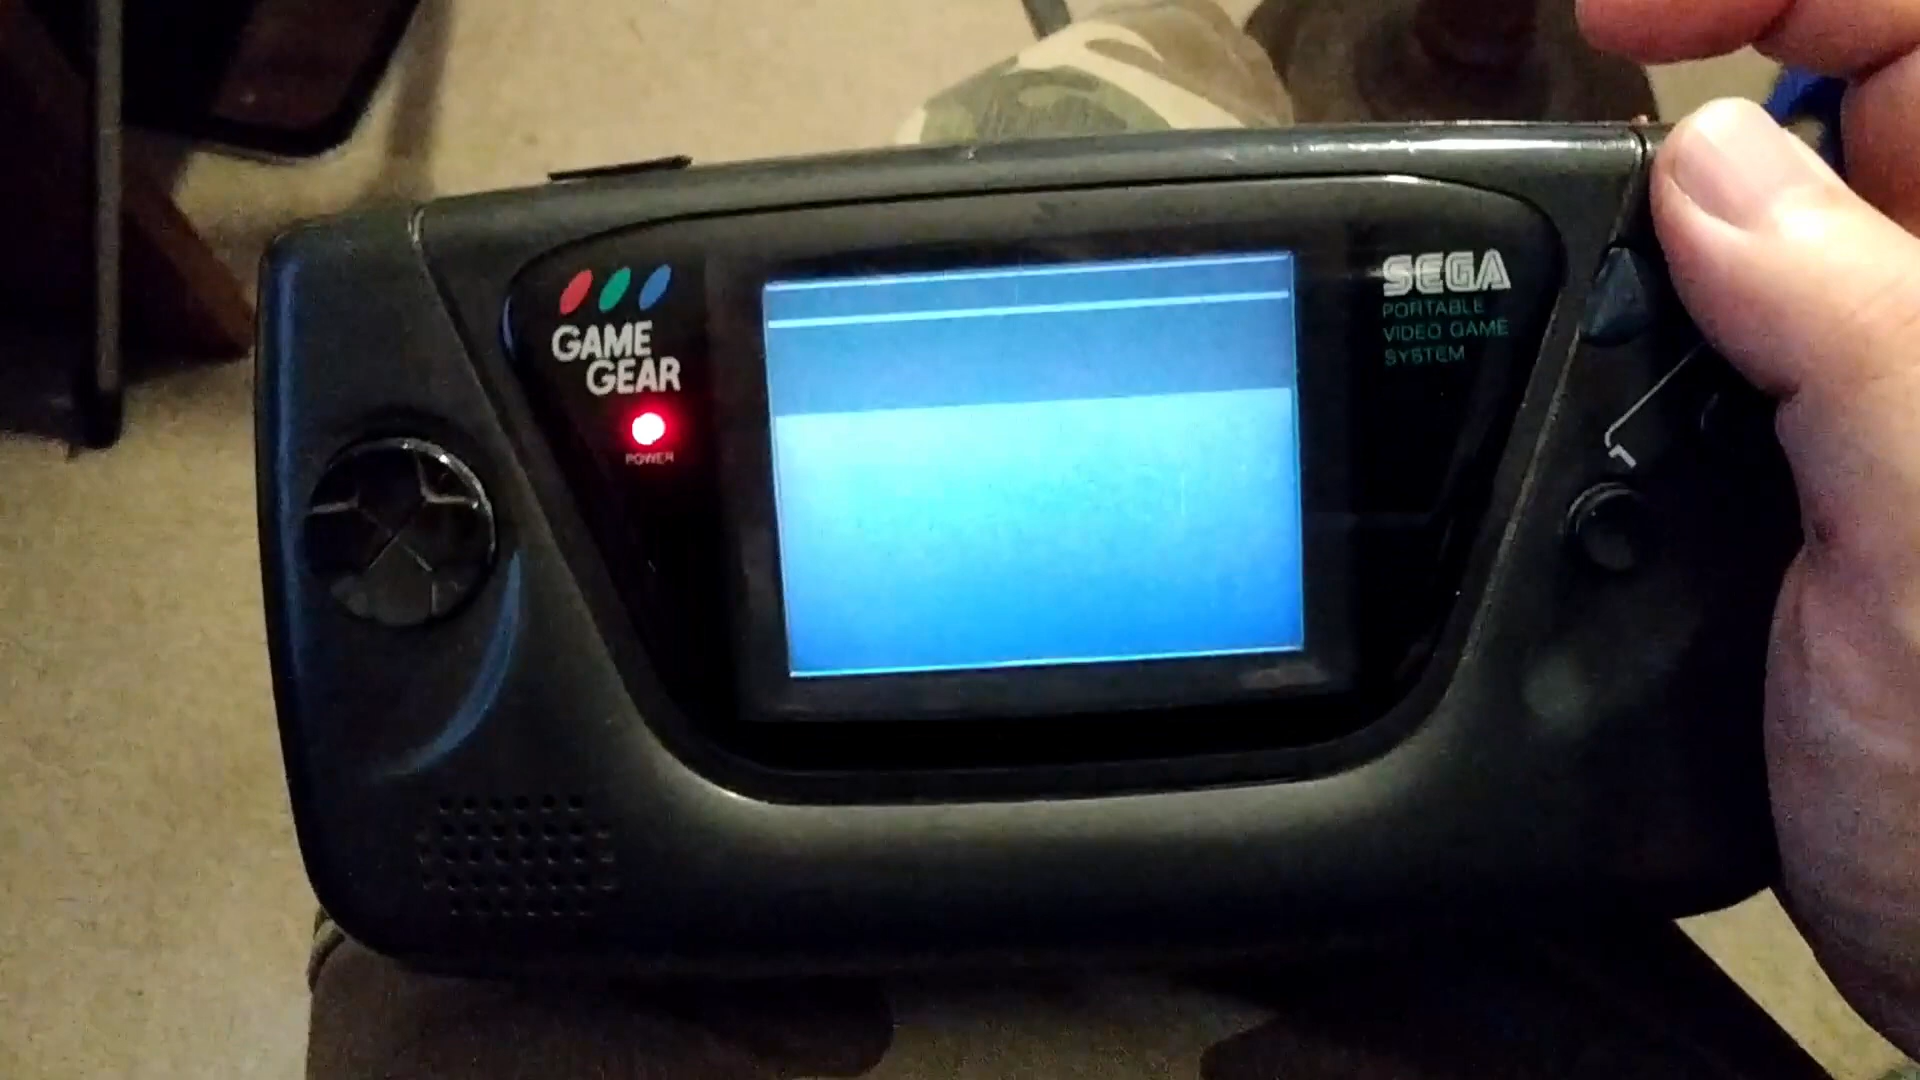 GAME
GEAR
POWER
SEGA
PORTABLE
VIDEO GAME
SYSTEM